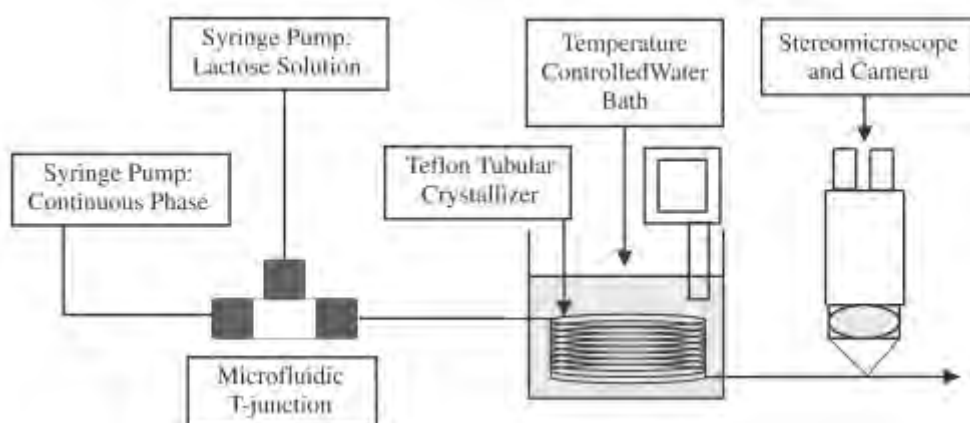 Syringe Pump:
Lactose Solution
Temperature
ControlledWater
Bath
Stereomicroscope
and Camera
Syringe Pump:
Continuous Phase
Teflon Tubular
Crystallizer
Microfluidic
T-junction